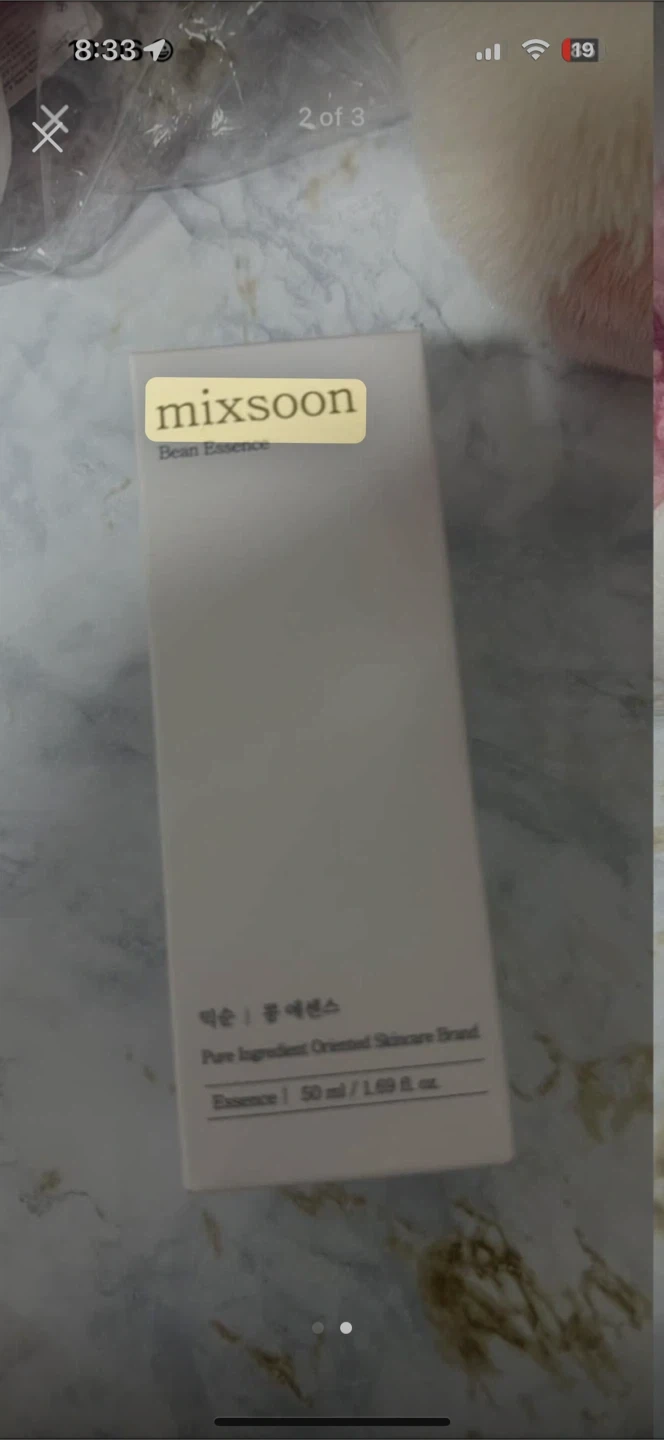 8:33
19
2 of 3
mixsoon
Bean Essence
믹순 | 콩 에센스
Pure Ingredient Oriented Skincare Brand
Essence | 50 ml / 1.69 fl. oz.